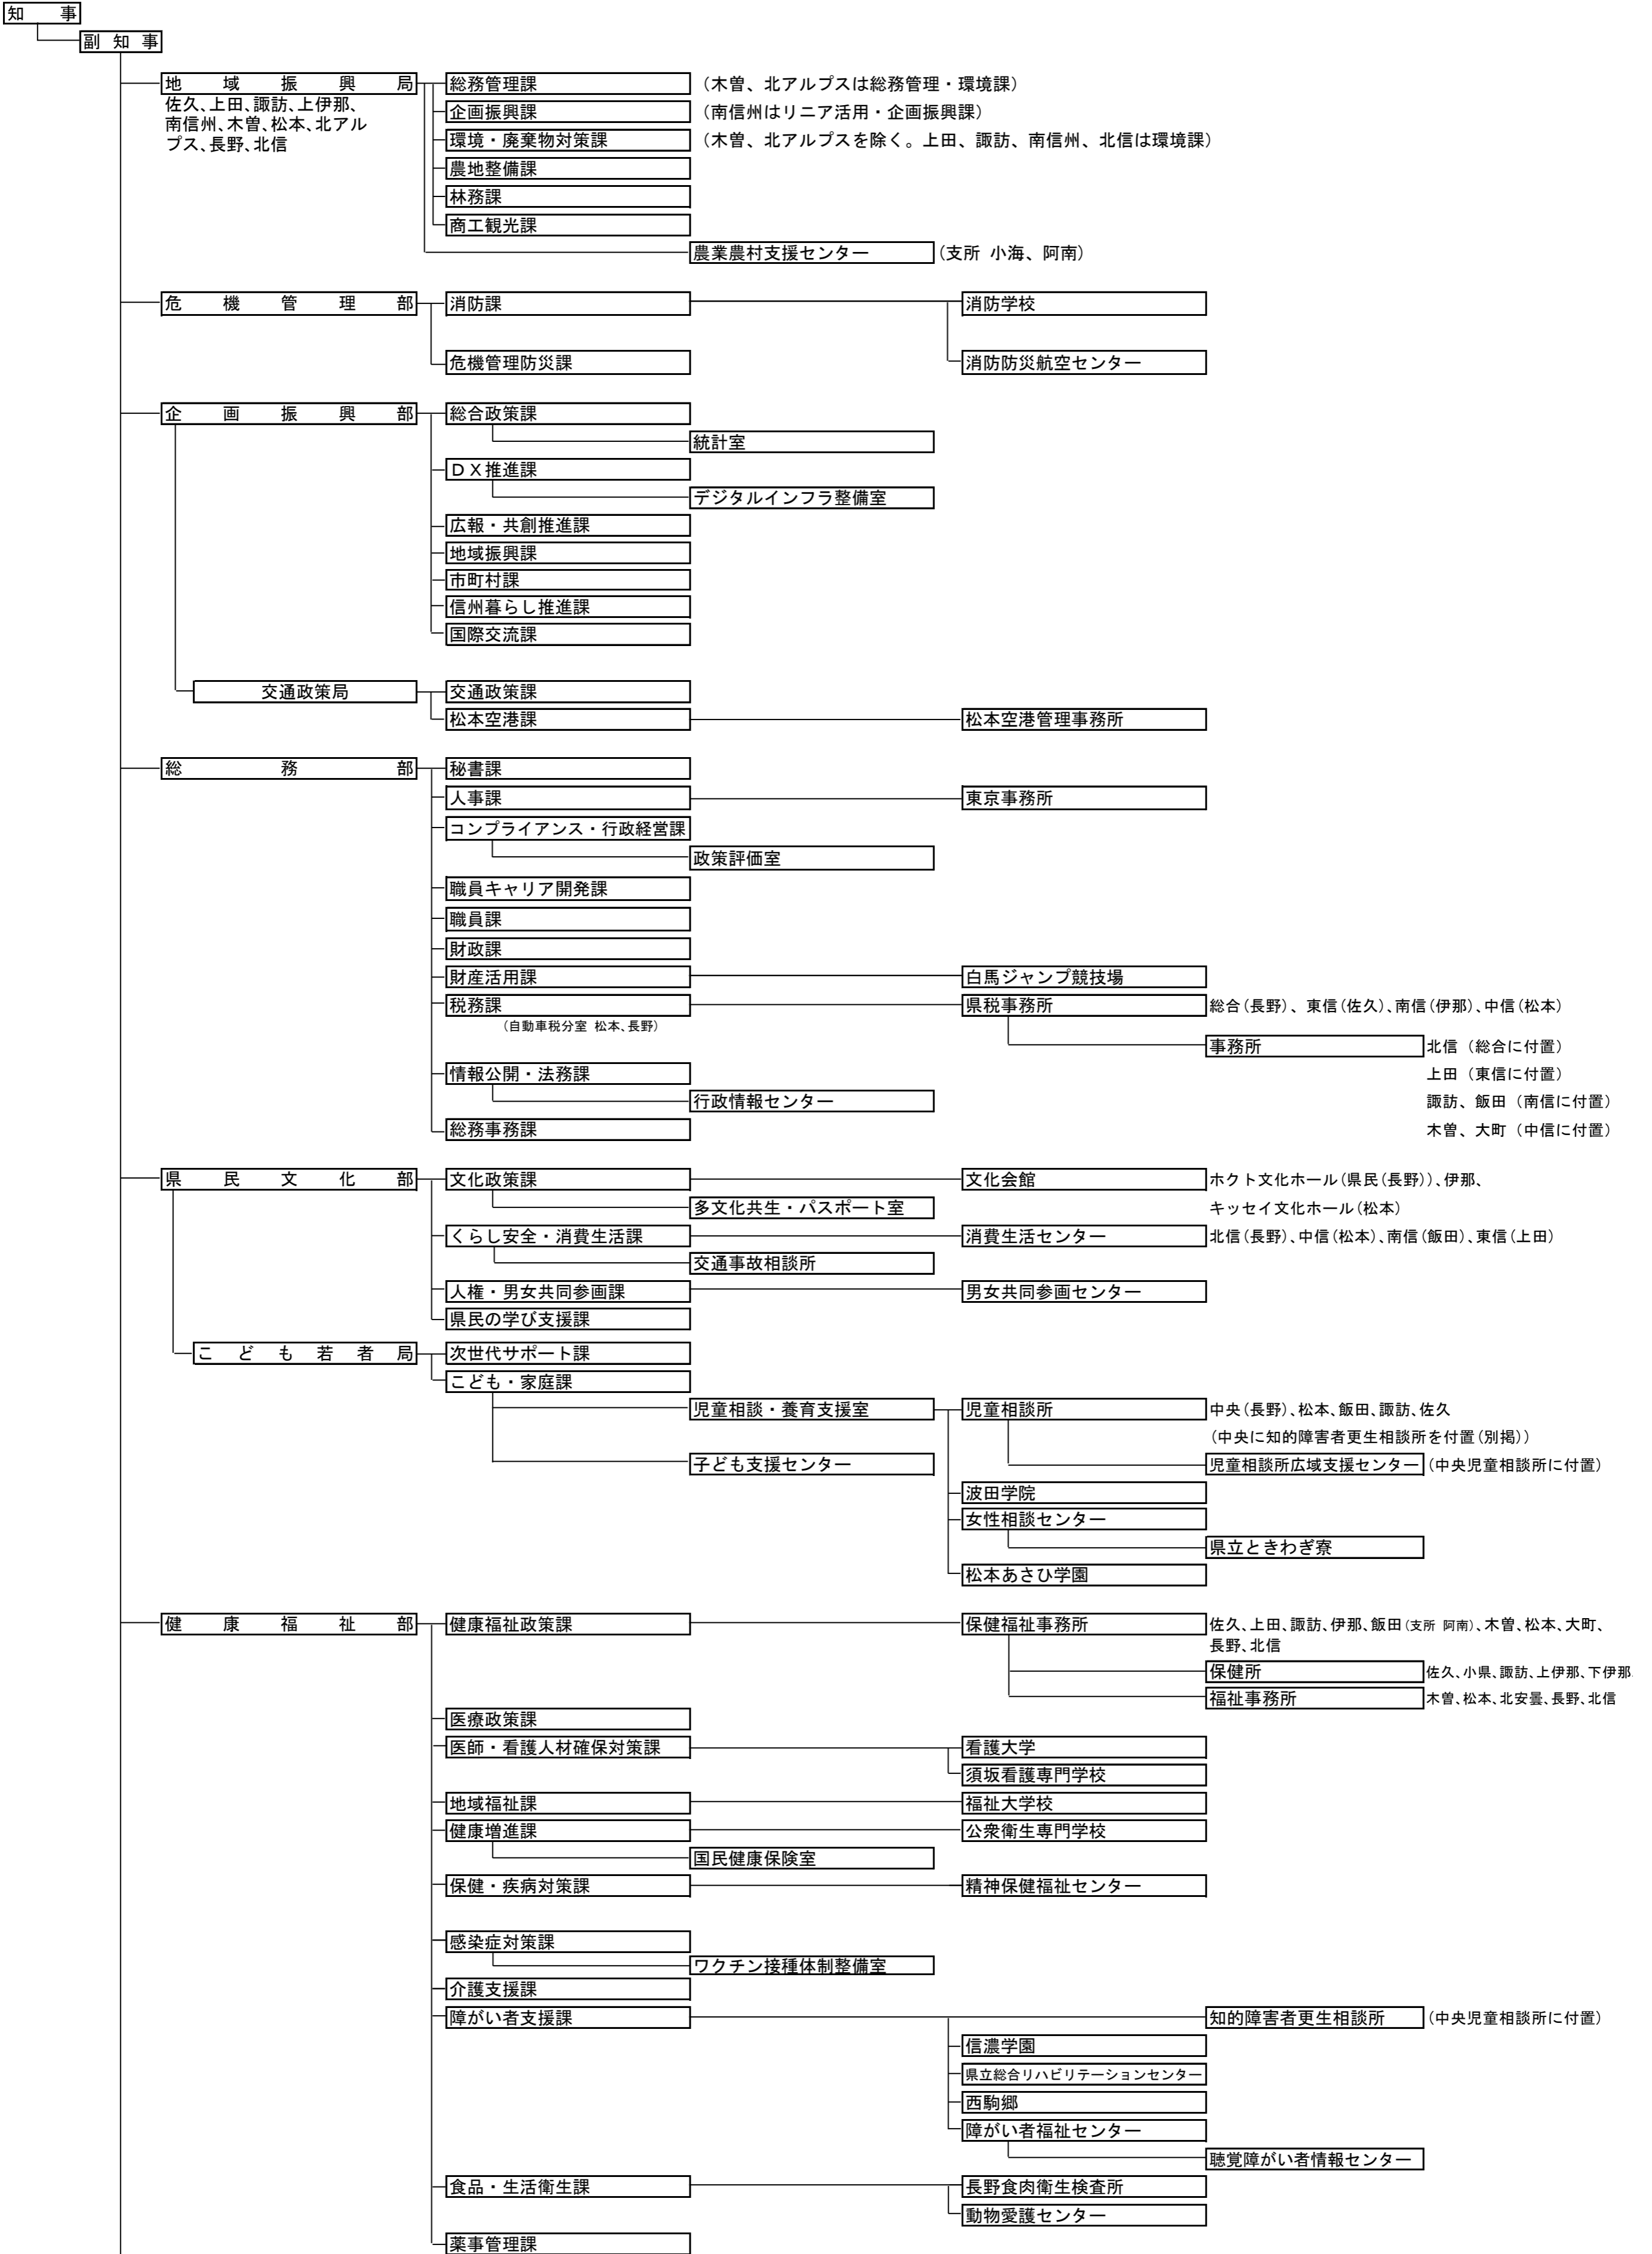 知　事
副 知 事
地　域　振　興　局
総務管理課
（木曽、北アルプスは総務管理・環境課）
佐久､上田､諏訪､上伊那､
南信州､木曽､松本､北アル
プス､長野､北信
企画振興課
（南信州はリニア活用・企画振興課）
環境・廃棄物対策課
（木曽、北アルプスを除く。上田、諏訪、南信州、北信は環境課）
農地整備課
林務課
商工観光課
農業農村支援センター
（支所 小海、阿南）
危　機　管　理　部
消防課
消防学校
危機管理防災課
消防防災航空センター
企　画　振　興　部
総合政策課
統計室
ＤＸ推進課
デジタルインフラ整備室
広報・共創推進課
地域振興課
市町村課
信州暮らし推進課
国際交流課
交通政策局
交通政策課
松本空港課
松本空港管理事務所
総　務　部
秘書課
人事課
東京事務所
コンプライアンス・行政経営課
政策評価室
職員キャリア開発課
職員課
財政課
財産活用課
白馬ジャンプ競技場
税務課
県税事務所
総合(長野)、東信(佐久)､南信(伊那)､中信(松本)
（自動車税分室 松本､長野）
事務所
北信（総合に付置）
情報公開・法務課
上田（東信に付置）
行政情報センター
諏訪、飯田（南信に付置）
総務事務課
木曽、大町（中信に付置）
県　民　文　化　部
文化政策課
文化会館
ホクト文化ホール(県民(長野))､伊那､
多文化共生・パスポート室
キッセイ文化ホール(松本)
くらし安全・消費生活課
消費生活センター
北信(長野)､中信(松本)､南信(飯田)､東信(上田)
交通事故相談所
人権・男女共同参画課
男女共同参画センター
県民の学び支援課
こ ど も 若 者 局
次世代サポート課
こども・家庭課
児童相談・養育支援室
児童相談所
中央(長野)､松本､飯田､諏訪､佐久
（中央に知的障害者更生相談所を付置(別掲)）
子ども支援センター
児童相談所広域支援センター
（中央児童相談所に付置）
波田学院
女性相談センター
県立ときわぎ寮
松本あさひ学園
健　康　福　祉　部
健康福祉政策課
保健福祉事務所
佐久､上田､諏訪､伊那､飯田(支所 阿南)､木曽､松本､大町､
長野､北信
保健所
佐久､小県､諏訪､上伊那､下伊那
福祉事務所
木曽､松本､北安曇､長野､北信
医療政策課
医師・看護人材確保対策課
看護大学
須坂看護専門学校
地域福祉課
福祉大学校
健康増進課
公衆衛生専門学校
国民健康保険室
保健・疾病対策課
精神保健福祉センター
感染症対策課
ワクチン接種体制整備室
介護支援課
障がい者支援課
知的障害者更生相談所
（中央児童相談所に付置）
信濃学園
県立総合リハビリテーションセンター
西駒郷
障がい者福祉センター
聴覚障がい者情報センター
食品・生活衛生課
長野食肉衛生検査所
動物愛護センター
薬事管理課